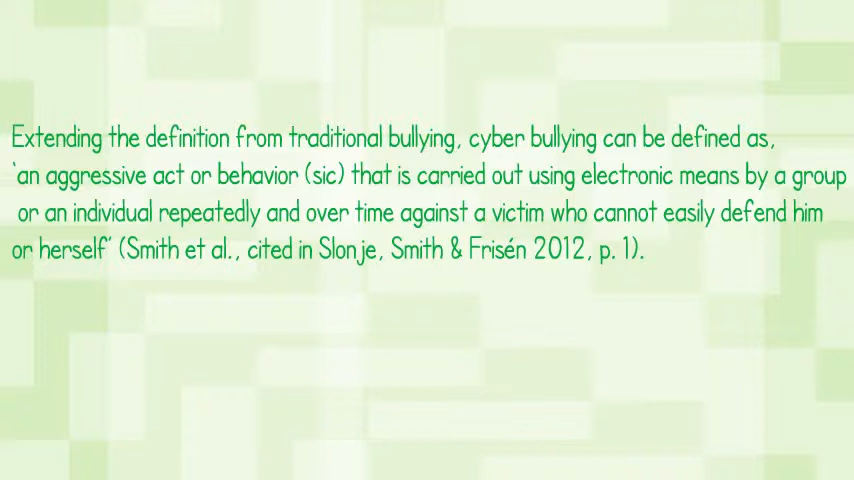 Extending the definition from traditional bullying, cyber bullying can be defined as,
‘an aggressive act or behavior (sic) that is carried out using electronic means by a group
or an individual repeatedly and over time against a victim who cannot easily defend him
or herself’ (Smith et al., cited in Slonje, Smith & Frisén 2012, p. 1).